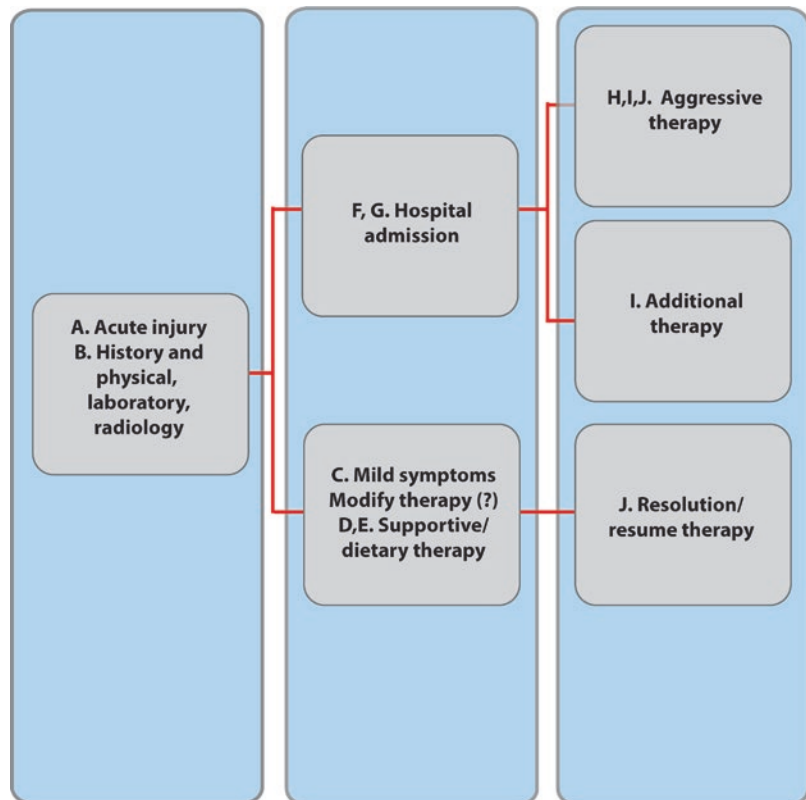 A. Acute injury
B. History and
physical,
laboratory,
radiology
F, G. Hospital
admission
C. Mild symptoms
Modify therapy (?)
D,E. Supportive/
dietary therapy
H,I,J. Aggressive
therapy
I. Additional
therapy
J. Resolution/
resume therapy